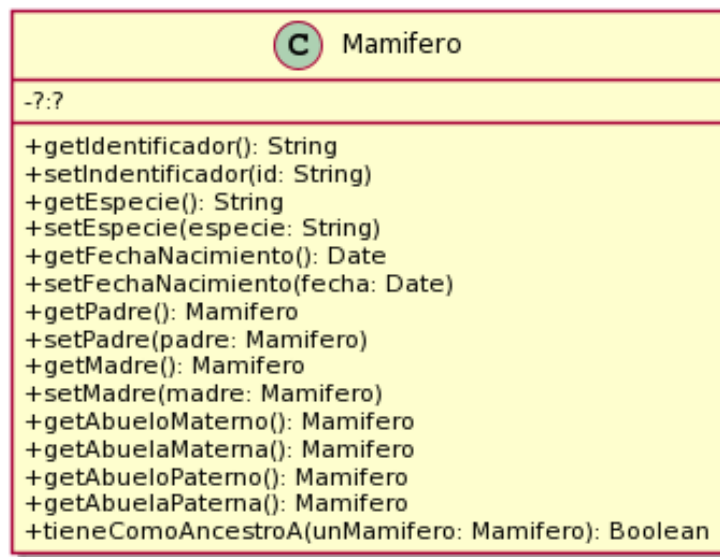 C Mamifero
-?:?
+getIdentificador(): String
+setIndentificador(id: String)
+getEspecie(): String
+setEspecie(especie: String)
+getFechaNacimiento(): Date
+setFechaNacimiento(fecha: Date)
+getPadre(): Mamifero
+setPadre(padre: Mamifero)
+getMadre(): Mamifero
+setMadre(madre: Mamifero)
+getAbueloMaterno(): Mamifero
+getAbuelaMaterna(): Mamifero
+getAbueloPaterno(): Mamifero
+getAbuelaPaterna(): Mamifero
+tieneComoAncestroA(unMamifero: Mamifero): Boolean